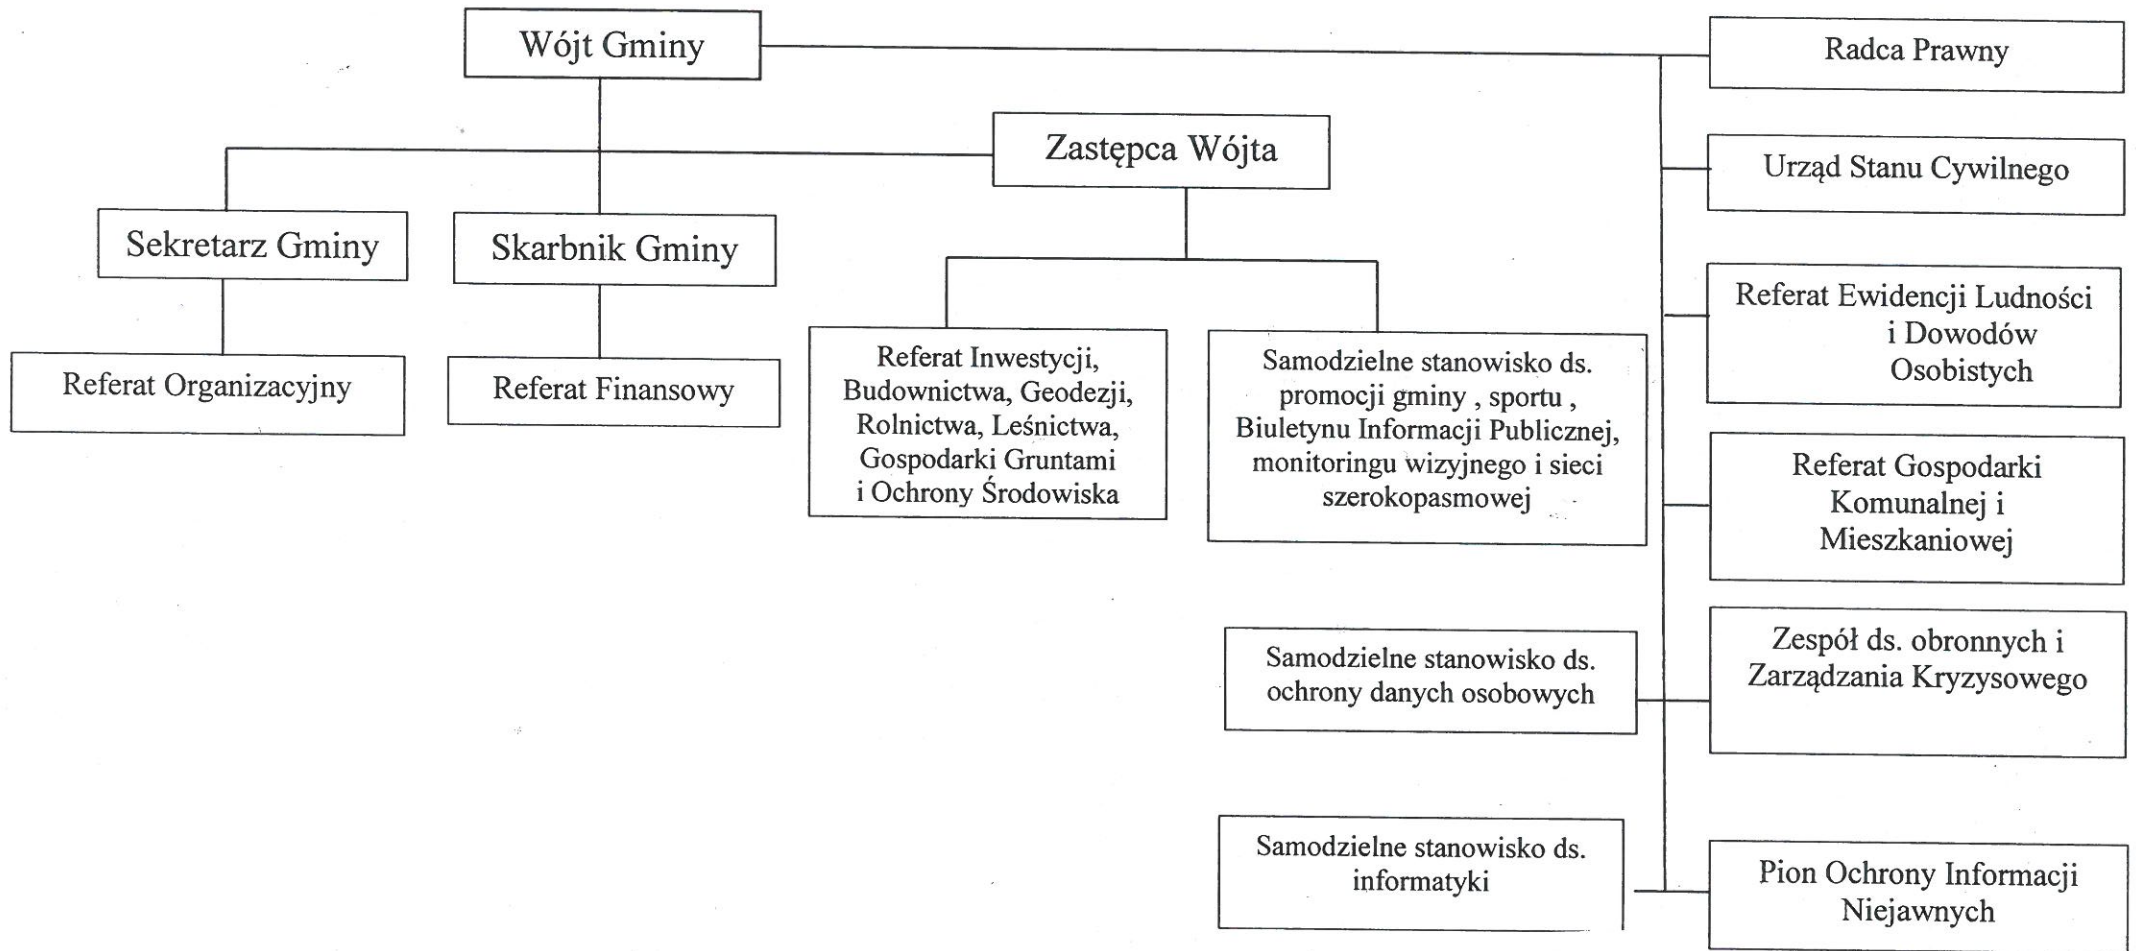 Wójt Gminy
Radca Prawny
Zastępca Wójta
Urząd Stanu Cywilnego
Sekretarz Gminy
Skarbnik Gminy
Referat Ewidencji Ludności
i Dowodów
Osobistych
Referat Organizacyjny
Referat Finansowy
Referat Inwestycji,
Budownictwa, Geodezji,
Rolnictwa, Leśnictwa,
Gospodarki Gruntami
i Ochrony Środowiska
Samodzielne stanowisko ds.
promocji gminy , sportu ,
Biuletynu Informacji Publicznej,
monitoringu wizyjnego i sieci
szerokopasmowej
Referat Gospodarki
Komunalnej i
Mieszkaniowej
Samodzielne stanowisko ds.
ochrony danych osobowych
Zespół ds. obronnych i
Zarządzania Kryzysowego
Samodzielne stanowisko ds.
informatyki
Pion Ochrony Informacji
Niejawnych